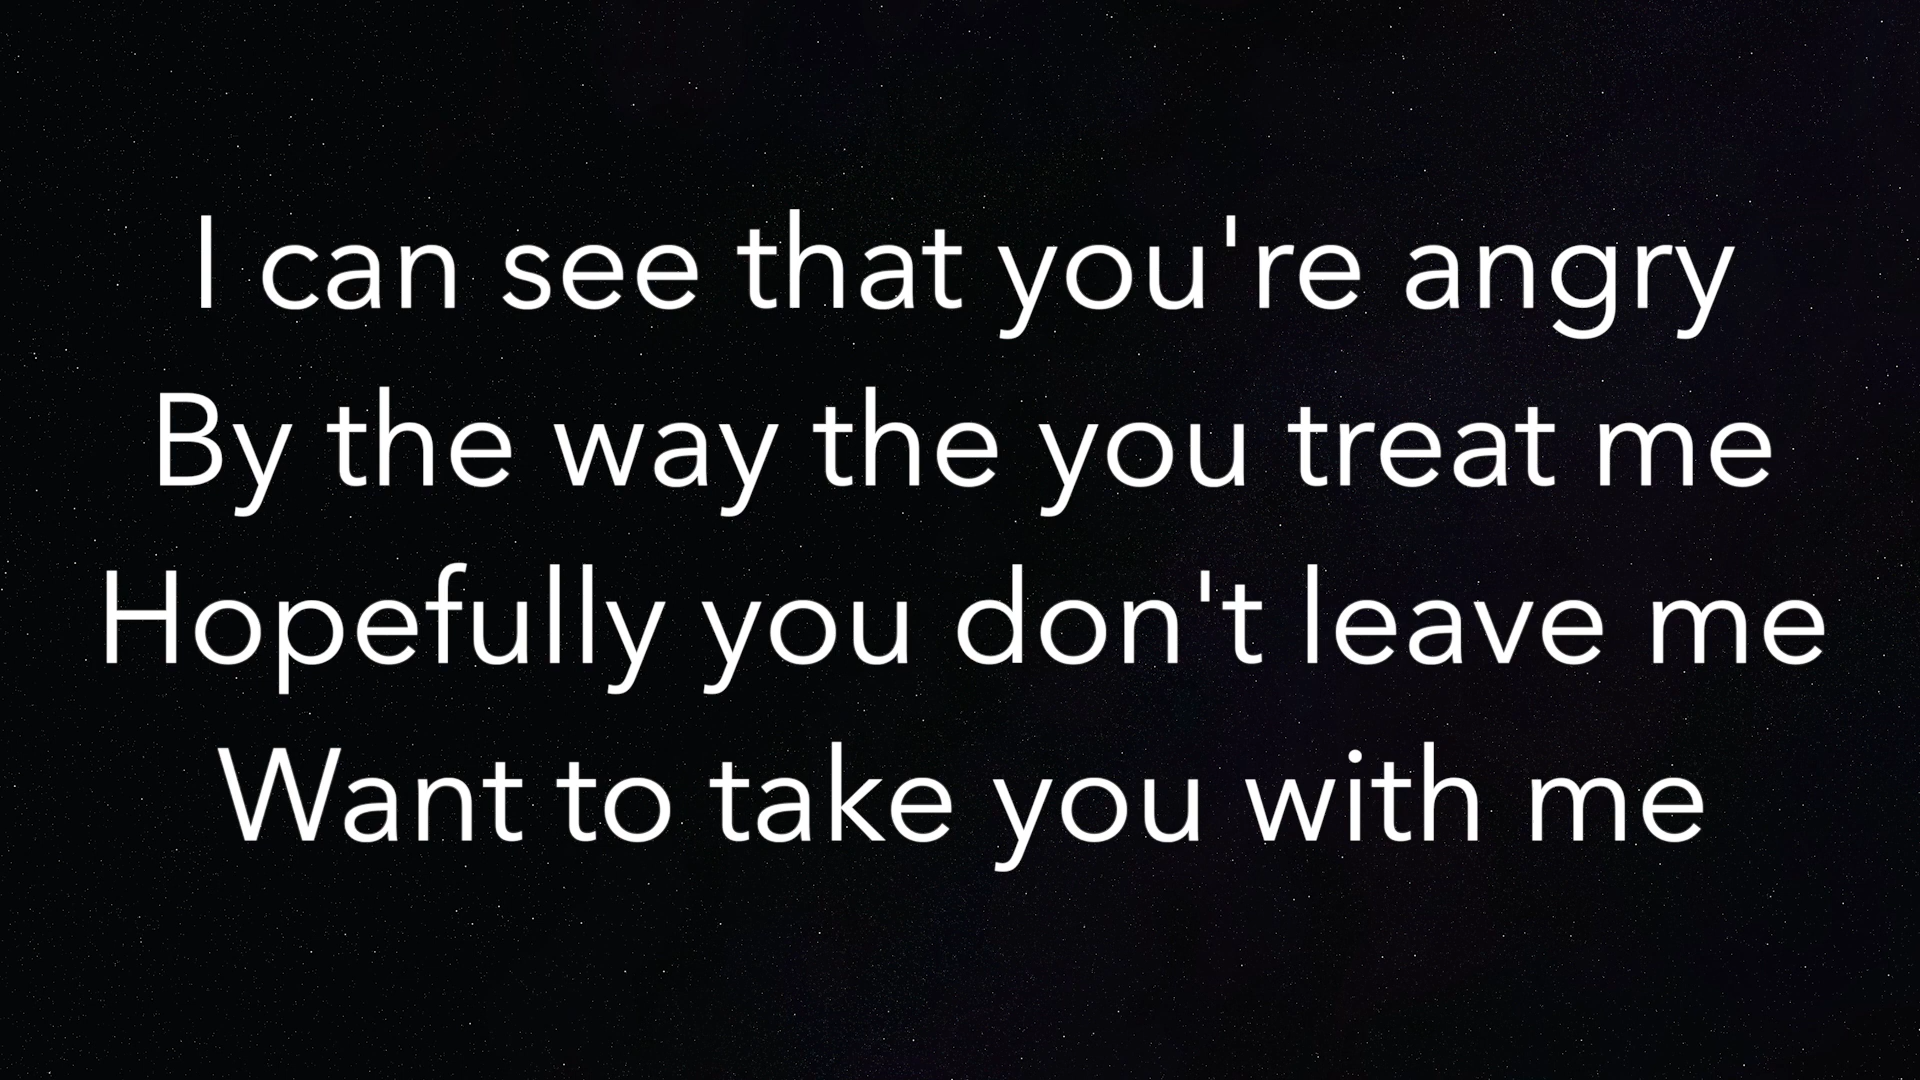 I can see that you're angry
By the way the you treat me
Hopefully you don't leave me
Want to take you with me